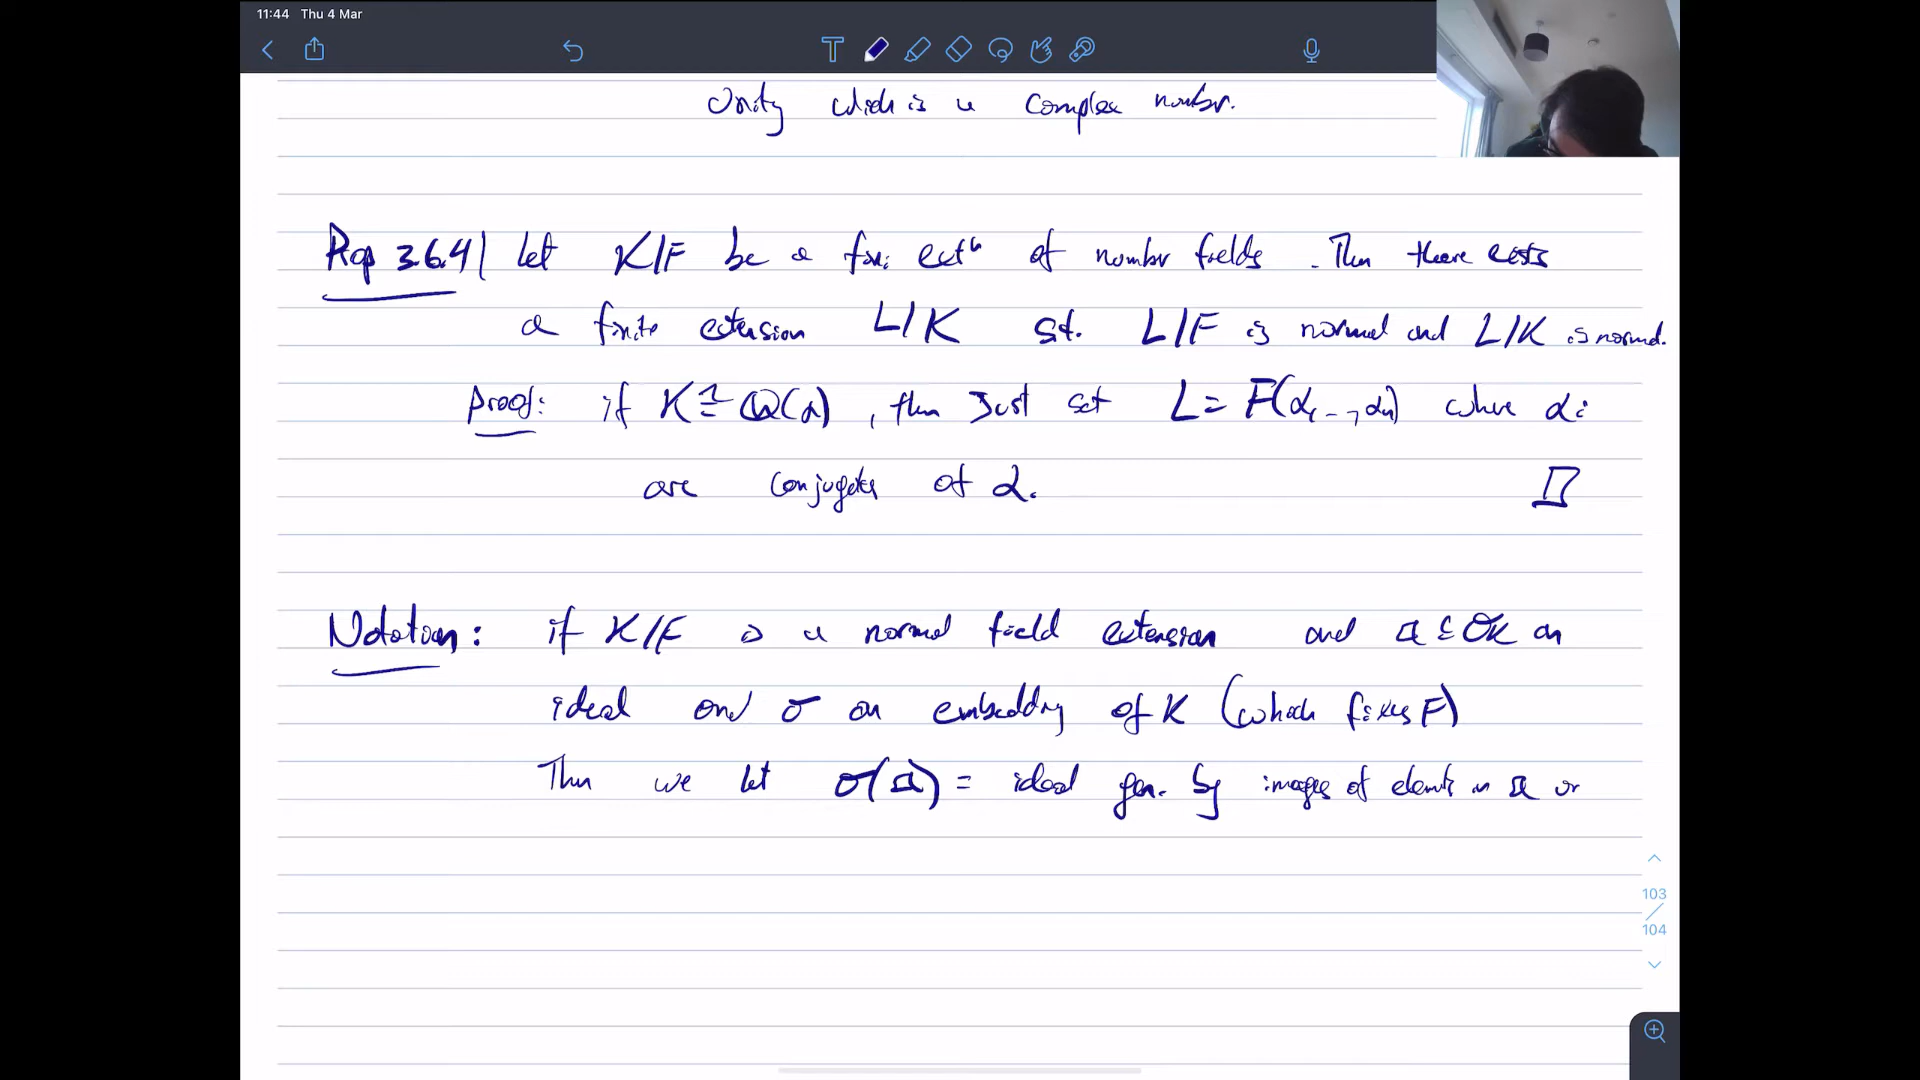 11:44 Thu 4 Mar
Unity which is a complex number.
Prop 3.6.4 | Let K/F be a fin. extⁿ of number fields. Then there exists
a finite extension L/K st. L/F is normal and L/K is normal.
Proof: if K ≅ Q(α), then just set L = F(α₁, -, αₙ) where αi
are conjugates of α.
Notation: if K/F is a normal field extension and a ⊆ OK an
ideal and σ an embedding of K (which fixes F)
Then we let σ(a) = ideal gen. by images of elements in a or
103
104